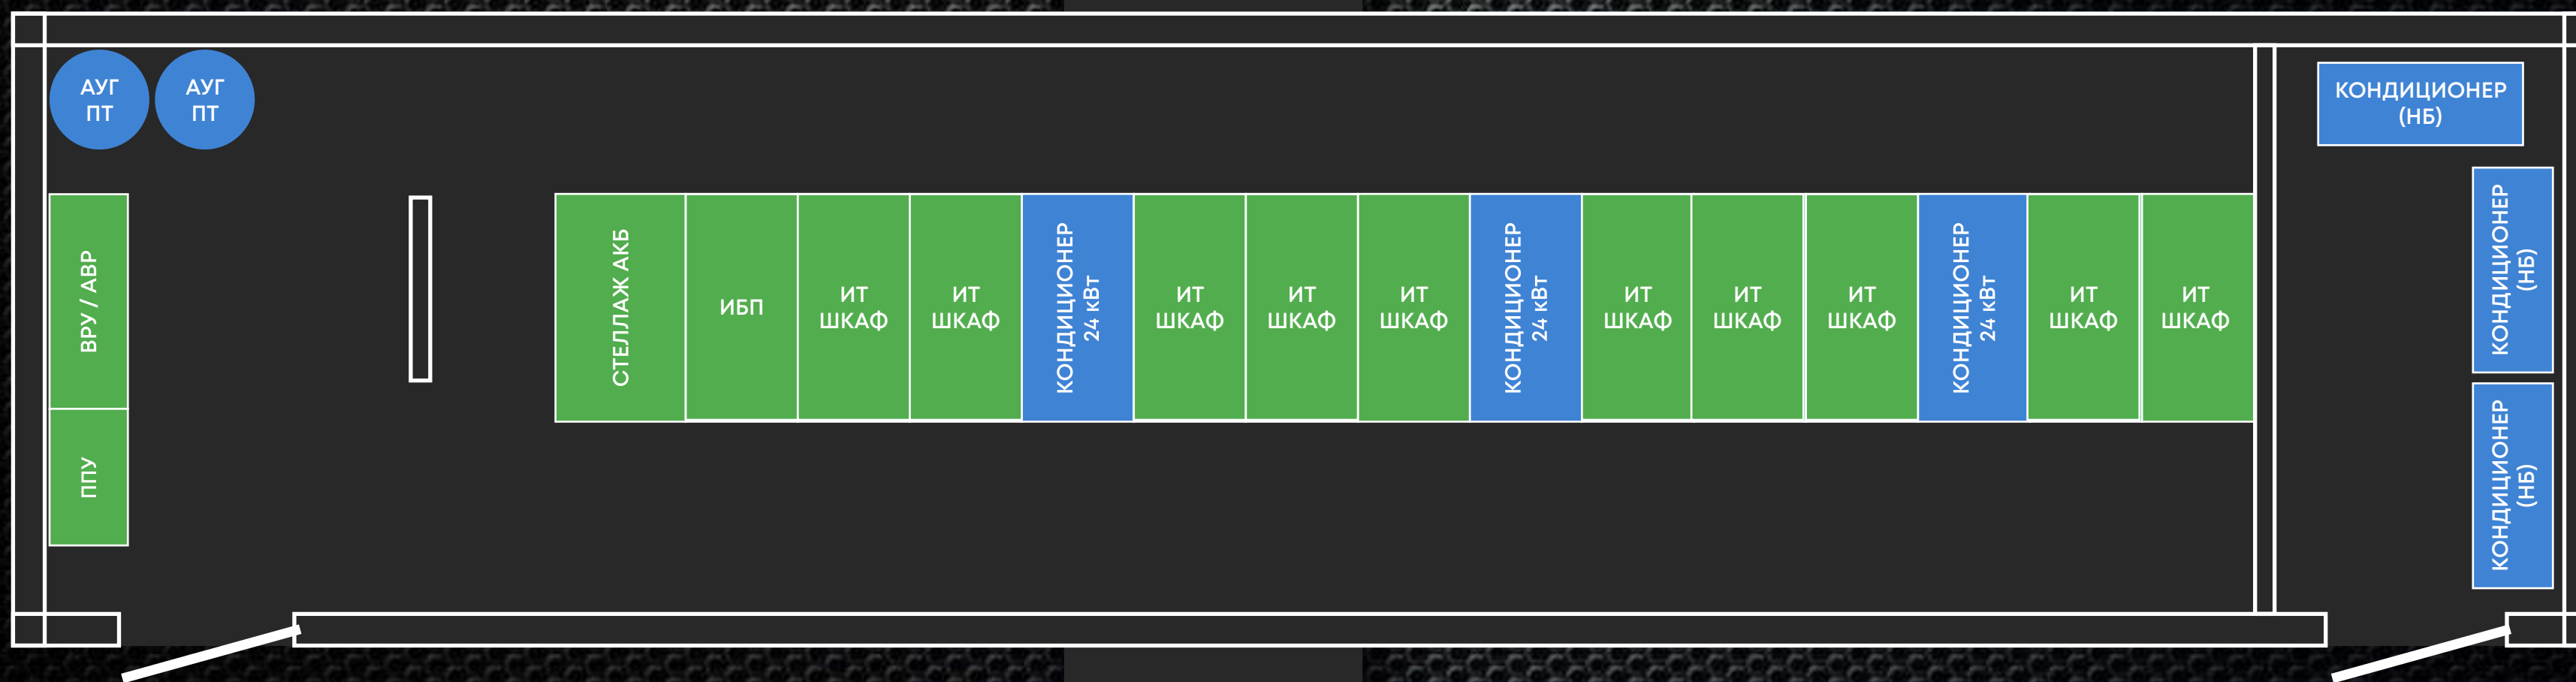 АУГ
ПТ
АУГ
ПТ
КОНДИЦИОНЕР
(НБ)
ВРУ / АВР
ППУ
СТЕЛЛАЖ АКБ
ИБП
ИТ
ШКАФ
ИТ
ШКАФ
КОНДИЦИОНЕР
24 кВт
ИТ
ШКАФ
ИТ
ШКАФ
ИТ
ШКАФ
КОНДИЦИОНЕР
24 кВт
ИТ
ШКАФ
ИТ
ШКАФ
ИТ
ШКАФ
КОНДИЦИОНЕР
24 кВт
ИТ
ШКАФ
ИТ
ШКАФ
КОНДИЦИОНЕР
(НБ)
КОНДИЦИОНЕР
(НБ)